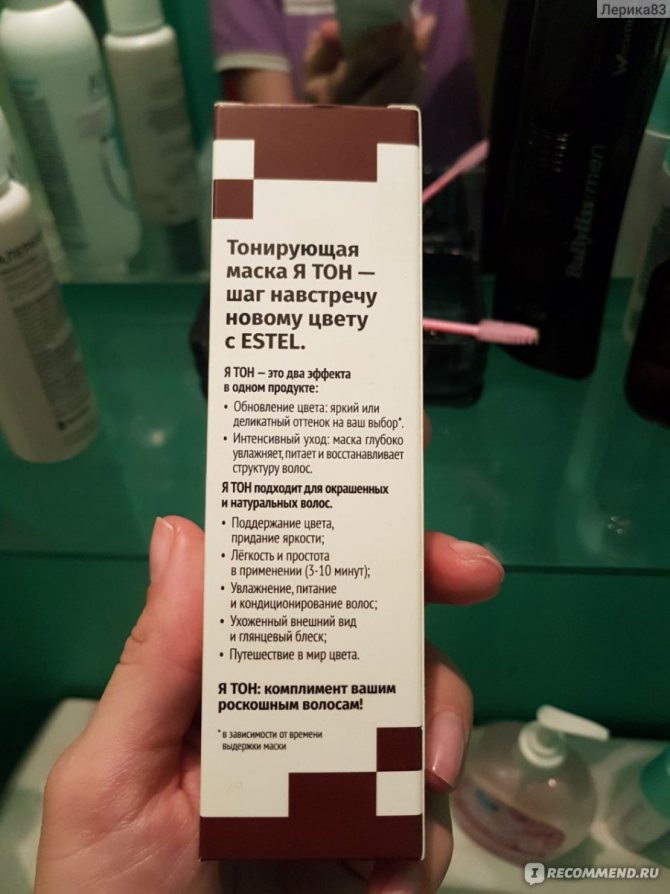 Лерика83
Тонирующая
маска Я ТОН —
шаг навстречу
новому цвету
с ESTEL.
Я ТОН — это два эффекта
в одном продукте:
• Обновление цвета: яркий или
деликатный оттенок на ваш выбор*.
• Интенсивный уход: маска глубоко
увлажняет, питает и восстанавливает
структуру волос.
Я ТОН подходит для окрашенных
и натуральных волос.
• Поддержание цвета,
придание яркости;
• Лёгкость и простота
в применении (3-10 минут);
• Увлажнение, питание
и кондиционирование волос;
• Ухоженный внешний вид
и глянцевый блеск;
• Путешествие в мир цвета.
Я ТОН: комплимент вашим
роскошным волосам!
* в зависимости от времени
выдержки маски
BaByliss men
IRECOMMEND.RU